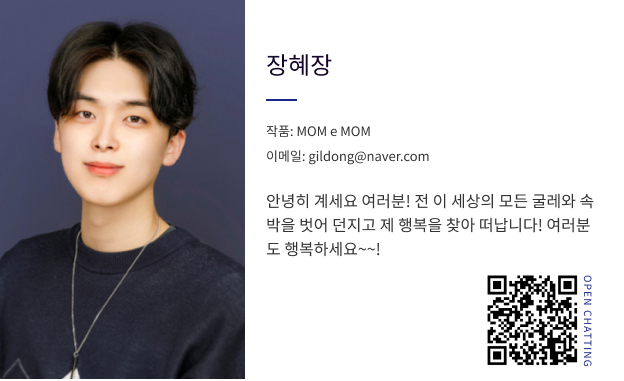 장혜장
작품: MOM e MOM
이메일: gildong@naver.com
안녕히 계세요 여러분! 전 이 세상의 모든 굴레와 속
박을 벗어 던지고 제 행복을 찾아 떠납니다! 여러분
도 행복하세요~~!
OPEN CHATTING